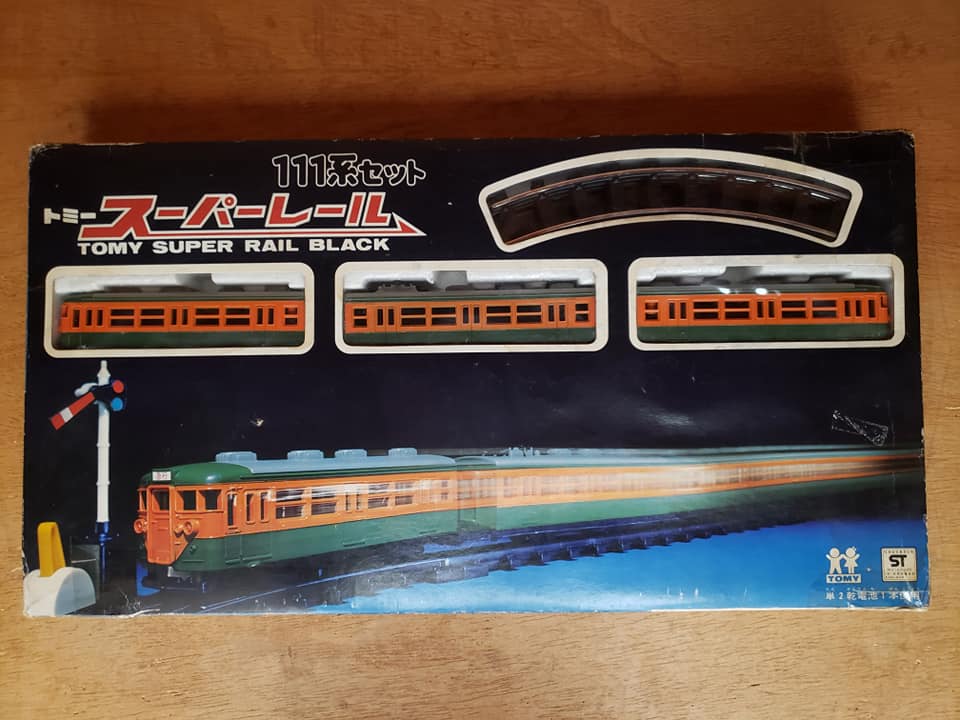 111系セット
トミー スーパーレール
TOMY SUPER RAIL BLACK
TOMY
ST
単2乾電池1本使用